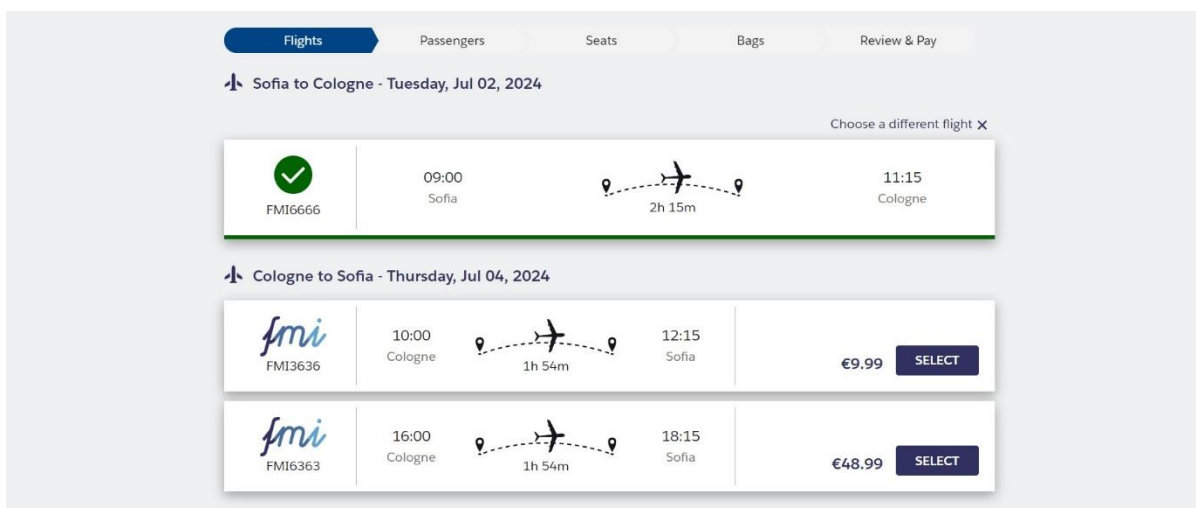 Flights Passengers Seats Bags Review & Pay
Sofia to Cologne - Tuesday, Jul 02, 2024
Choose a different flight ×
09:00 11:15
Sofia Cologne
FMI6666 2h 15m
Cologne to Sofia - Thursday, Jul 04, 2024
fmi 10:00 12:15
Cologne Sofia
FMI3636 1h 54m €9.99 SELECT
fmi 16:00 18:15
Cologne Sofia
FMI6363 1h 54m €48.99 SELECT